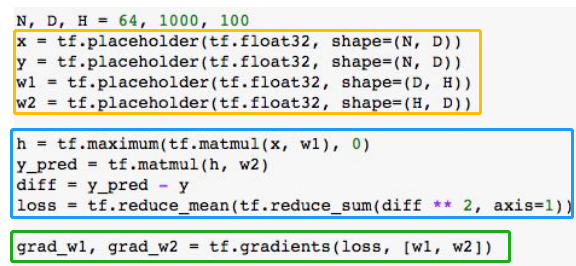 N, D, H = 64, 1000, 100
x = tf.placeholder(tf.float32, shape=(N, D))
y = tf.placeholder(tf.float32, shape=(N, D))
w1 = tf.placeholder(tf.float32, shape=(D, H))
w2 = tf.placeholder(tf.float32, shape=(H, D))
h = tf.maximum(tf.matmul(x, w1), 0)
y_pred = tf.matmul(h, w2)
diff = y_pred - y
loss = tf.reduce_mean(tf.reduce_sum(diff ** 2, axis=1))
grad_w1, grad_w2 = tf.gradients(loss, [w1, w2])